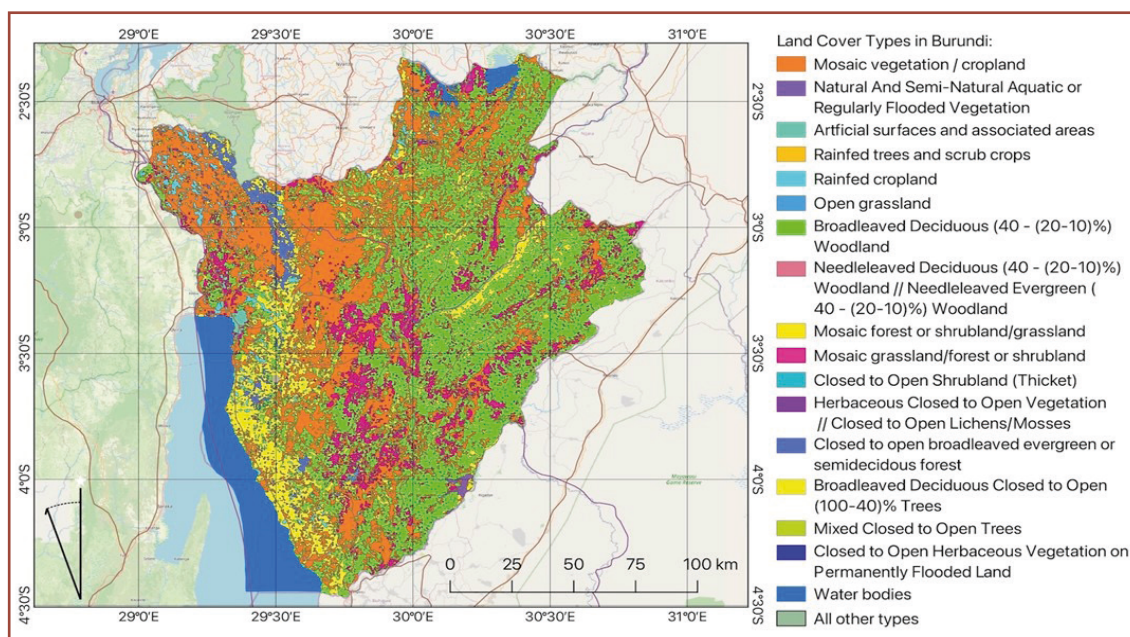 29°0'E 29°30'E 30°0'E 30°30'E 31°0'E
2°30'S
2°30'S
3°0'S
3°0'S
3°30'S
3°30'S
4°0'S
4°0'S
4°30'S
4°30'S
0 25 50 75 100 km
29°0'E 29°30'E 30°0'E 30°30'E 31°0'E
Land Cover Types in Burundi:
Mosaic vegetation / cropland
Natural And Semi-Natural Aquatic or
Regularly Flooded Vegetation
Artficial surfaces and associated areas
Rainfed trees and scrub crops
Rainfed cropland
Open grassland
Broadleaved Deciduous (40 - (20-10)%)
Woodland
Needleleaved Deciduous (40 - (20-10)%)
Woodland // Needleleaved Evergreen (
40 - (20-10)%) Woodland
Mosaic forest or shrubland/grassland
Mosaic grassland/forest or shrubland
Closed to Open Shrubland (Thicket)
Herbaceous Closed to Open Vegetation
// Closed to Open Lichens/Mosses
Closed to open broadleaved evergreen or
semidecidous forest
Broadleaved Deciduous Closed to Open
(100-40)% Trees
Mixed Closed to Open Trees
Closed to Open Herbaceous Vegetation on
Permanently Flooded Land
Water bodies
All other types